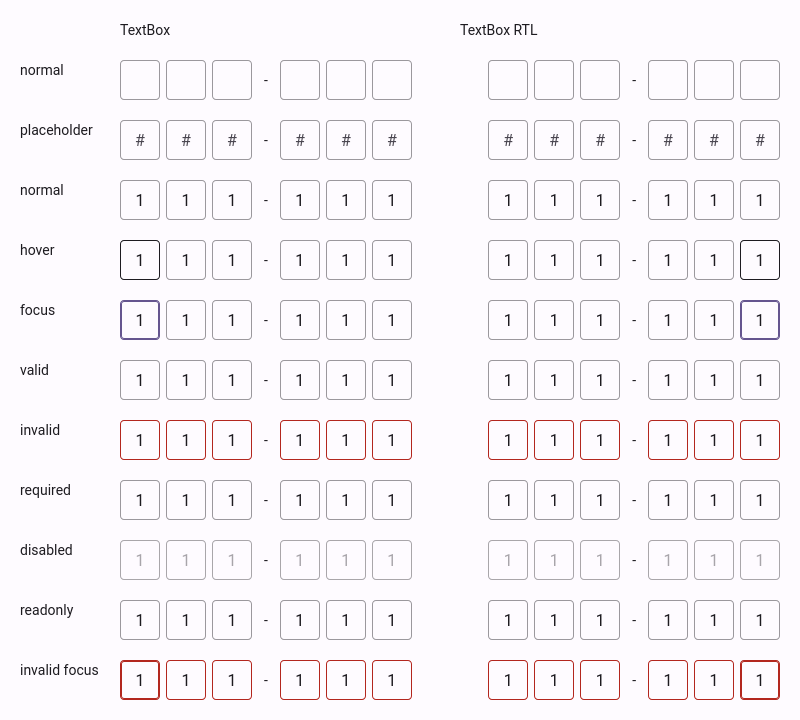 TextBox TextBox RTL
normal - -
placeholder # # # - # # # # # # - # # #
normal 1 1 1 - 1 1 1 1 1 1 - 1 1 1
hover 1 1 1 - 1 1 1 1 1 1 - 1 1 1
focus 1 1 1 - 1 1 1 1 1 1 - 1 1 1
valid 1 1 1 - 1 1 1 1 1 1 - 1 1 1
invalid 1 1 1 - 1 1 1 1 1 1 - 1 1 1
required 1 1 1 - 1 1 1 1 1 1 - 1 1 1
disabled 1 1 1 - 1 1 1 1 1 1 - 1 1 1
readonly 1 1 1 - 1 1 1 1 1 1 - 1 1 1
invalid focus 1 1 1 - 1 1 1 1 1 1 - 1 1 1